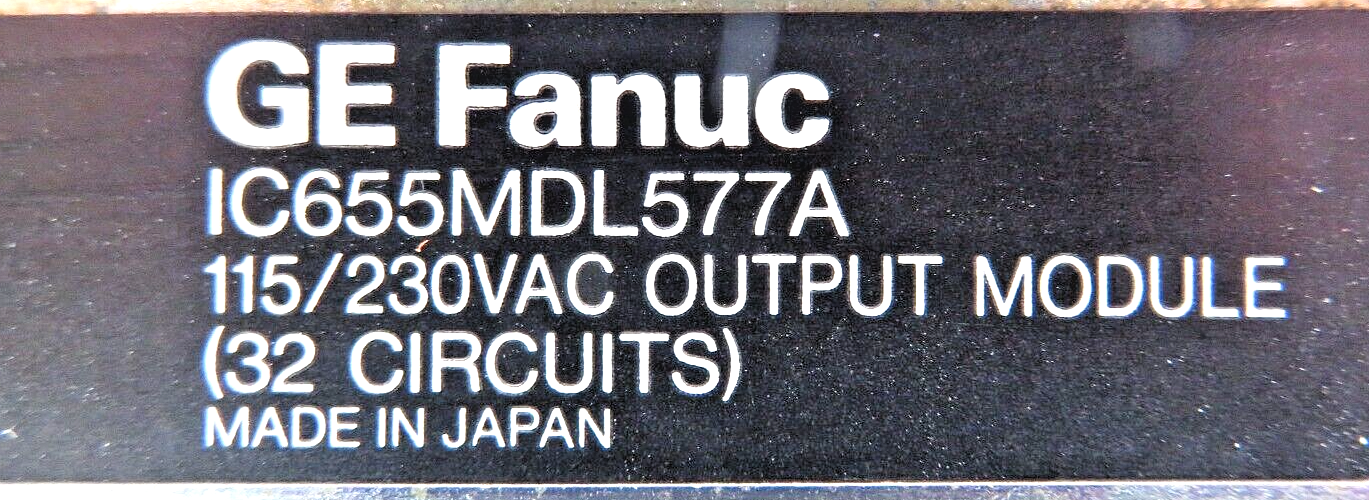 GE Fanuc
IC655MDL577A
115/230VAC OUTPUT MODULE
(32 CIRCUITS)
MADE IN JAPAN